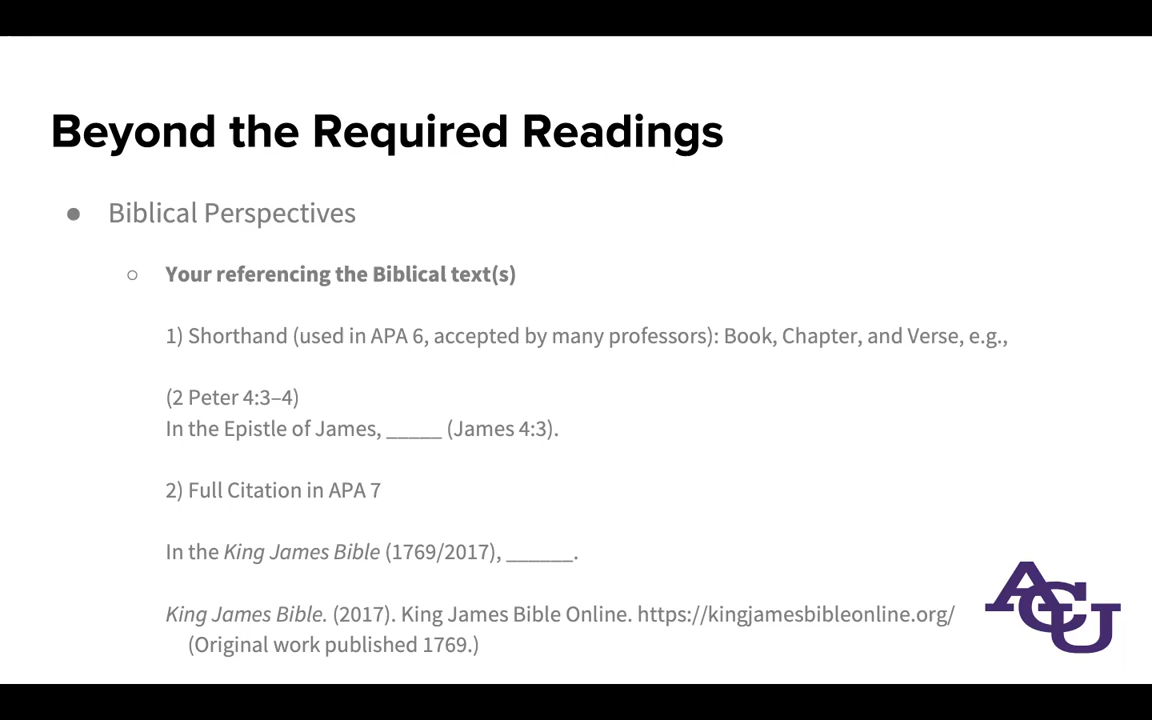 Beyond the Required Readings
● Biblical Perspectives
○ Your referencing the Biblical text(s)
1) Shorthand (used in APA 6, accepted by many professors): Book, Chapter, and Verse, e.g.,
(2 Peter 4:3–4)
In the Epistle of James, _____ (James 4:3).
2) Full Citation in APA 7
In the King James Bible (1769/2017), ______.
King James Bible. (2017). King James Bible Online. https://kingjamesbibleonline.org/
(Original work published 1769.)
ACU